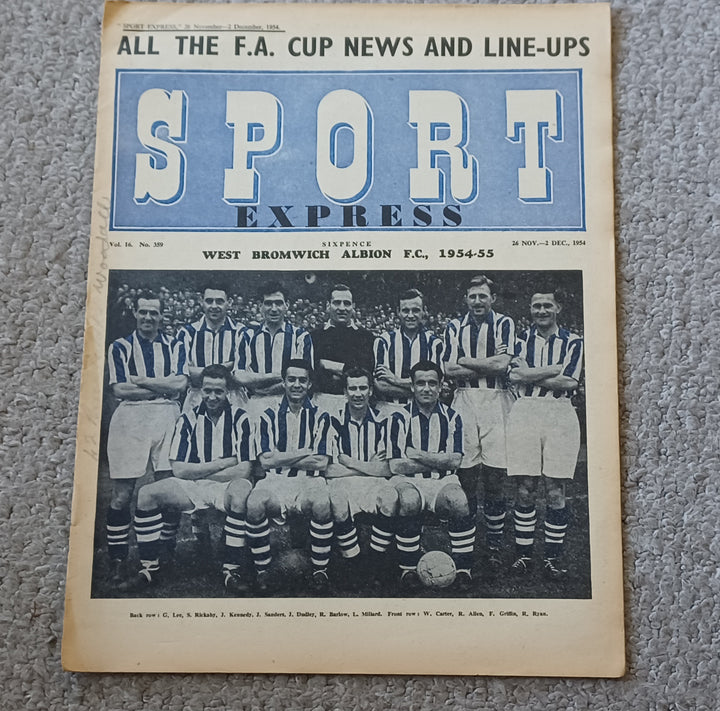 "SPORT EXPRESS," 26 November—2 December, 1954.
ALL THE F.A. CUP NEWS AND LINE-UPS
SPORT
EXPRESS
Vol. 16. No. 359 SIXPENCE 26 NOV.—2 DEC., 1954
WEST BROMWICH ALBION F.C., 1954-55
Back row: G. Lee, S. Rickaby, J. Kennedy, J. Sanders, J. Dudley, R. Barlow, L. Millard. Front row: W. Carter, R. Allen, F. Griffin, R. Ryan.